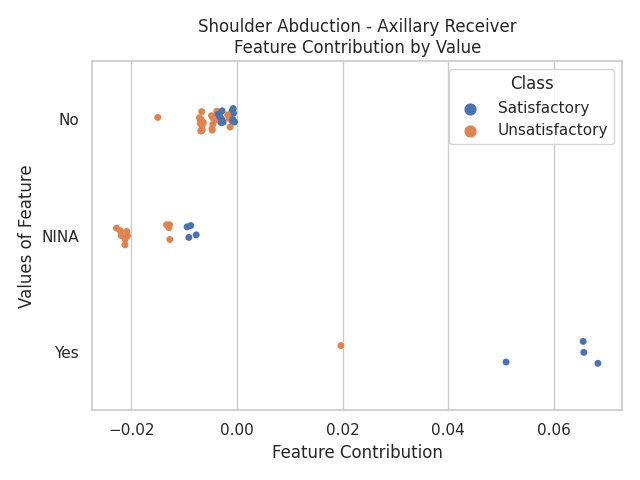 Shoulder Abduction - Axillary Receiver
Feature Contribution by Value
Class
Satisfactory
Unsatisfactory
Values of Feature
No
NINA
Yes
−0.02 0.00 0.02 0.04 0.06
Feature Contribution